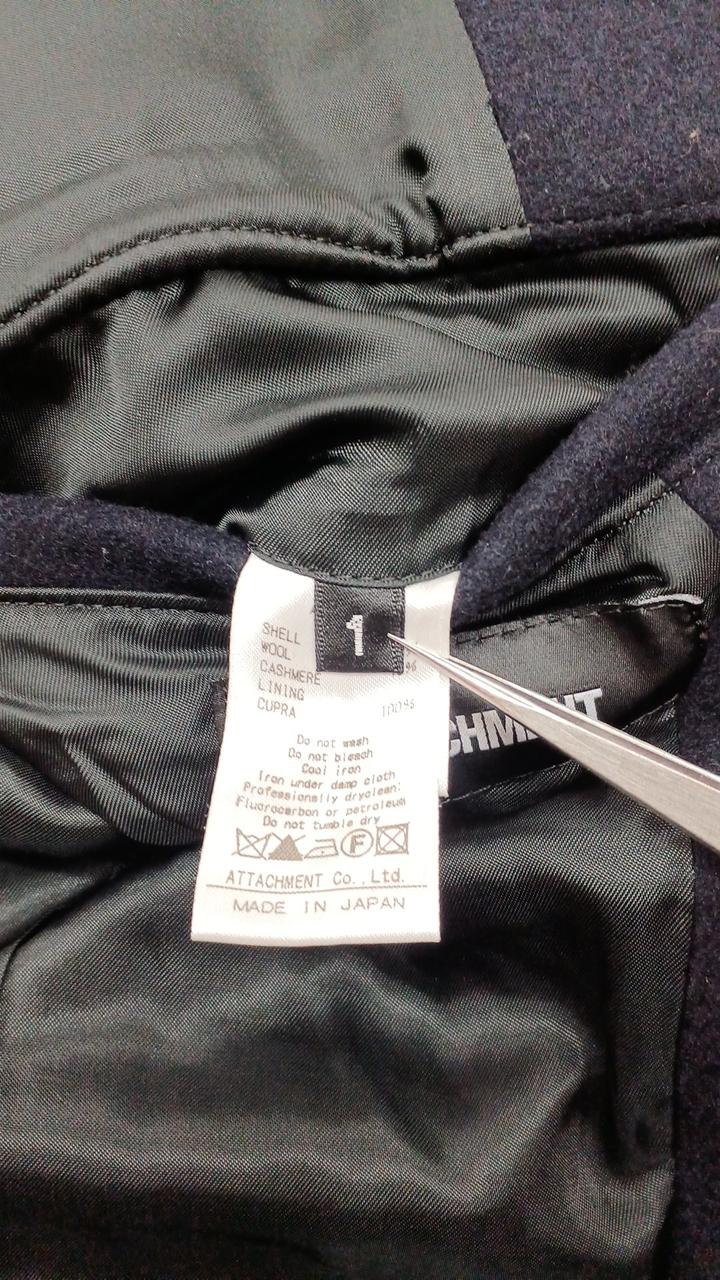 1
SHELL
WOOL %
CASHMERE
LINING
CUPRA 100%
Do not wash
Do not bleach
Cool iron
Iron under damp cloth
Professionally dryclean:
Fluorocarbon or petroleum
Do not tumble dry
F
ATTACHMENT Co., Ltd.
MADE IN JAPAN